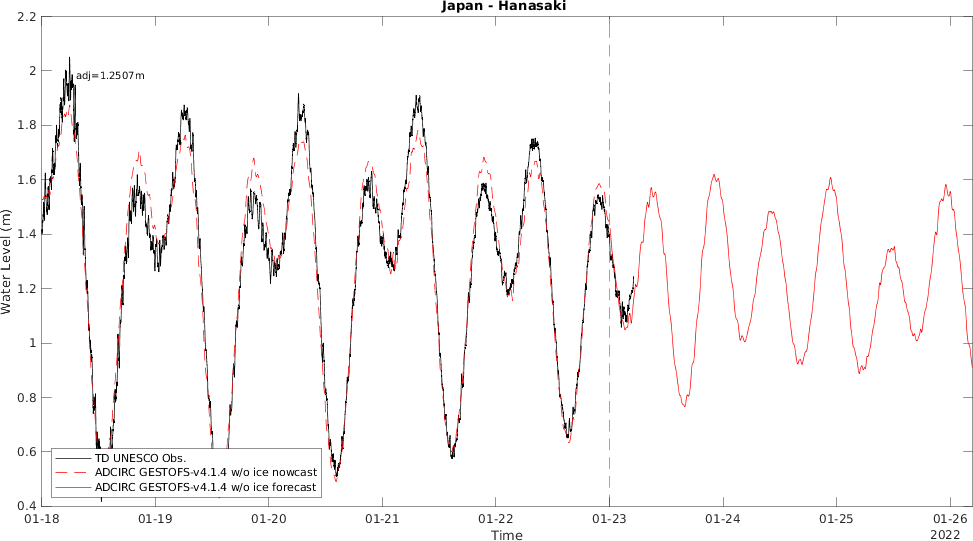 Japan - Hanasaki
2.2
2
1.8
1.6
1.4
1.2
1
0.8
0.6
0.4
Water Level (m)
adj=1.2507m
TD UNESCO Obs.
ADCIRC GESTOFS-v4.1.4 w/o ice nowcast
ADCIRC GESTOFS-v4.1.4 w/o ice forecast
01-18 01-19 01-20 01-21 01-22 01-23 01-24 01-25 01-26
2022
Time